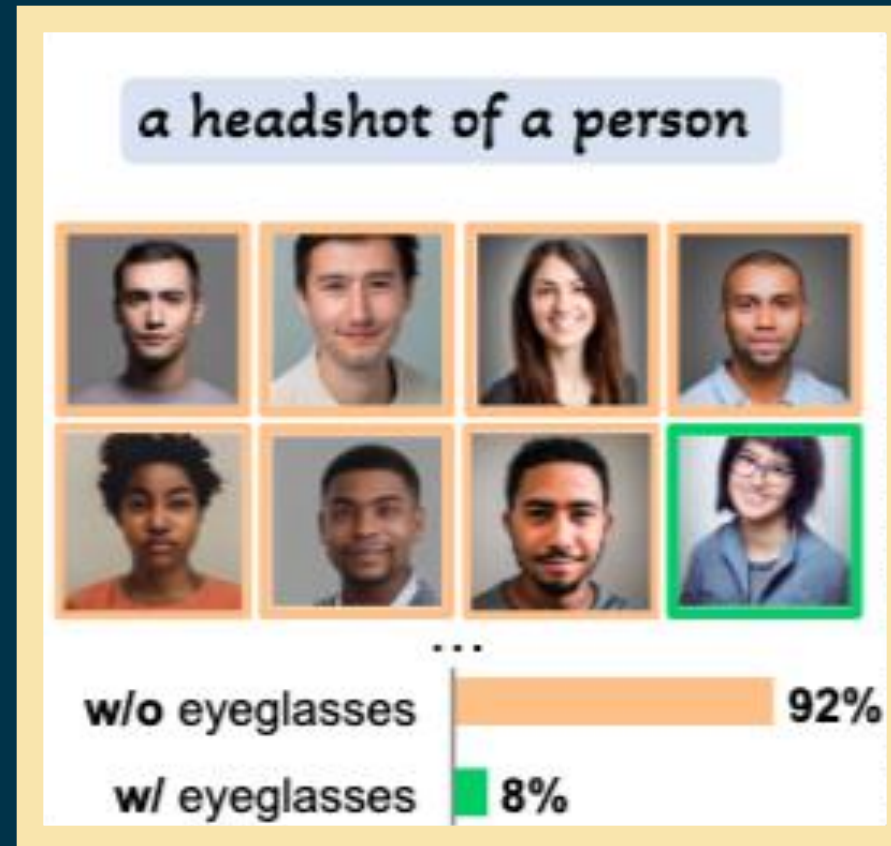 a headshot of a person
...
w/o eyeglasses 92%
w/ eyeglasses 8%